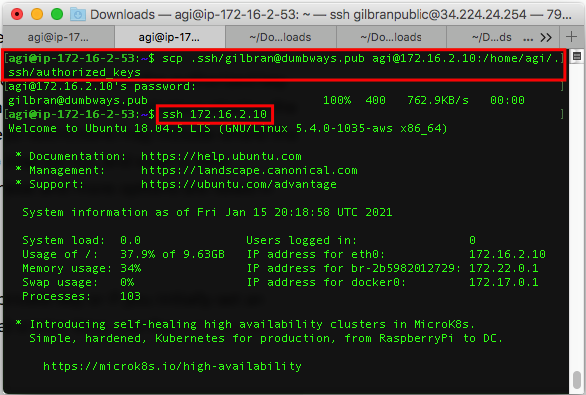 Downloads — agi@ip-172-16-2-53: ~ — ssh gilbranpublic@34.224.24.254 — 79...
agi@ip-17... agi@ip-17... ~/Do...loads ~/Do...loads ~/D...ds ... >> +
[agi@ip-172-16-2-53:~$ scp .ssh/gilbran@dumbways.pub agi@172.16.2.10:/home/agi/.]
ssh/authorized_keys
[agi@172.16.2.10's password: ]
gilbran@dumbways.pub 100% 400 762.9KB/s 00:00
[agi@ip-172-16-2-53:~$ ssh 172.16.2.10 ]
Welcome to Ubuntu 18.04.5 LTS (GNU/Linux 5.4.0-1035-aws x86_64)
* Documentation: https://help.ubuntu.com
* Management: https://landscape.canonical.com
* Support: https://ubuntu.com/advantage
System information as of Fri Jan 15 20:18:58 UTC 2021
System load: 0.0 Users logged in: 0
Usage of /: 37.9% of 9.63GB IP address for eth0: 172.16.2.10
Memory usage: 34% IP address for br-2b5982012729: 172.22.0.1
Swap usage: 0% IP address for docker0: 172.17.0.1
Processes: 103
* Introducing self-healing high availability clusters in MicroK8s.
Simple, hardened, Kubernetes for production, from RaspberryPi to DC.
https://microk8s.io/high-availability